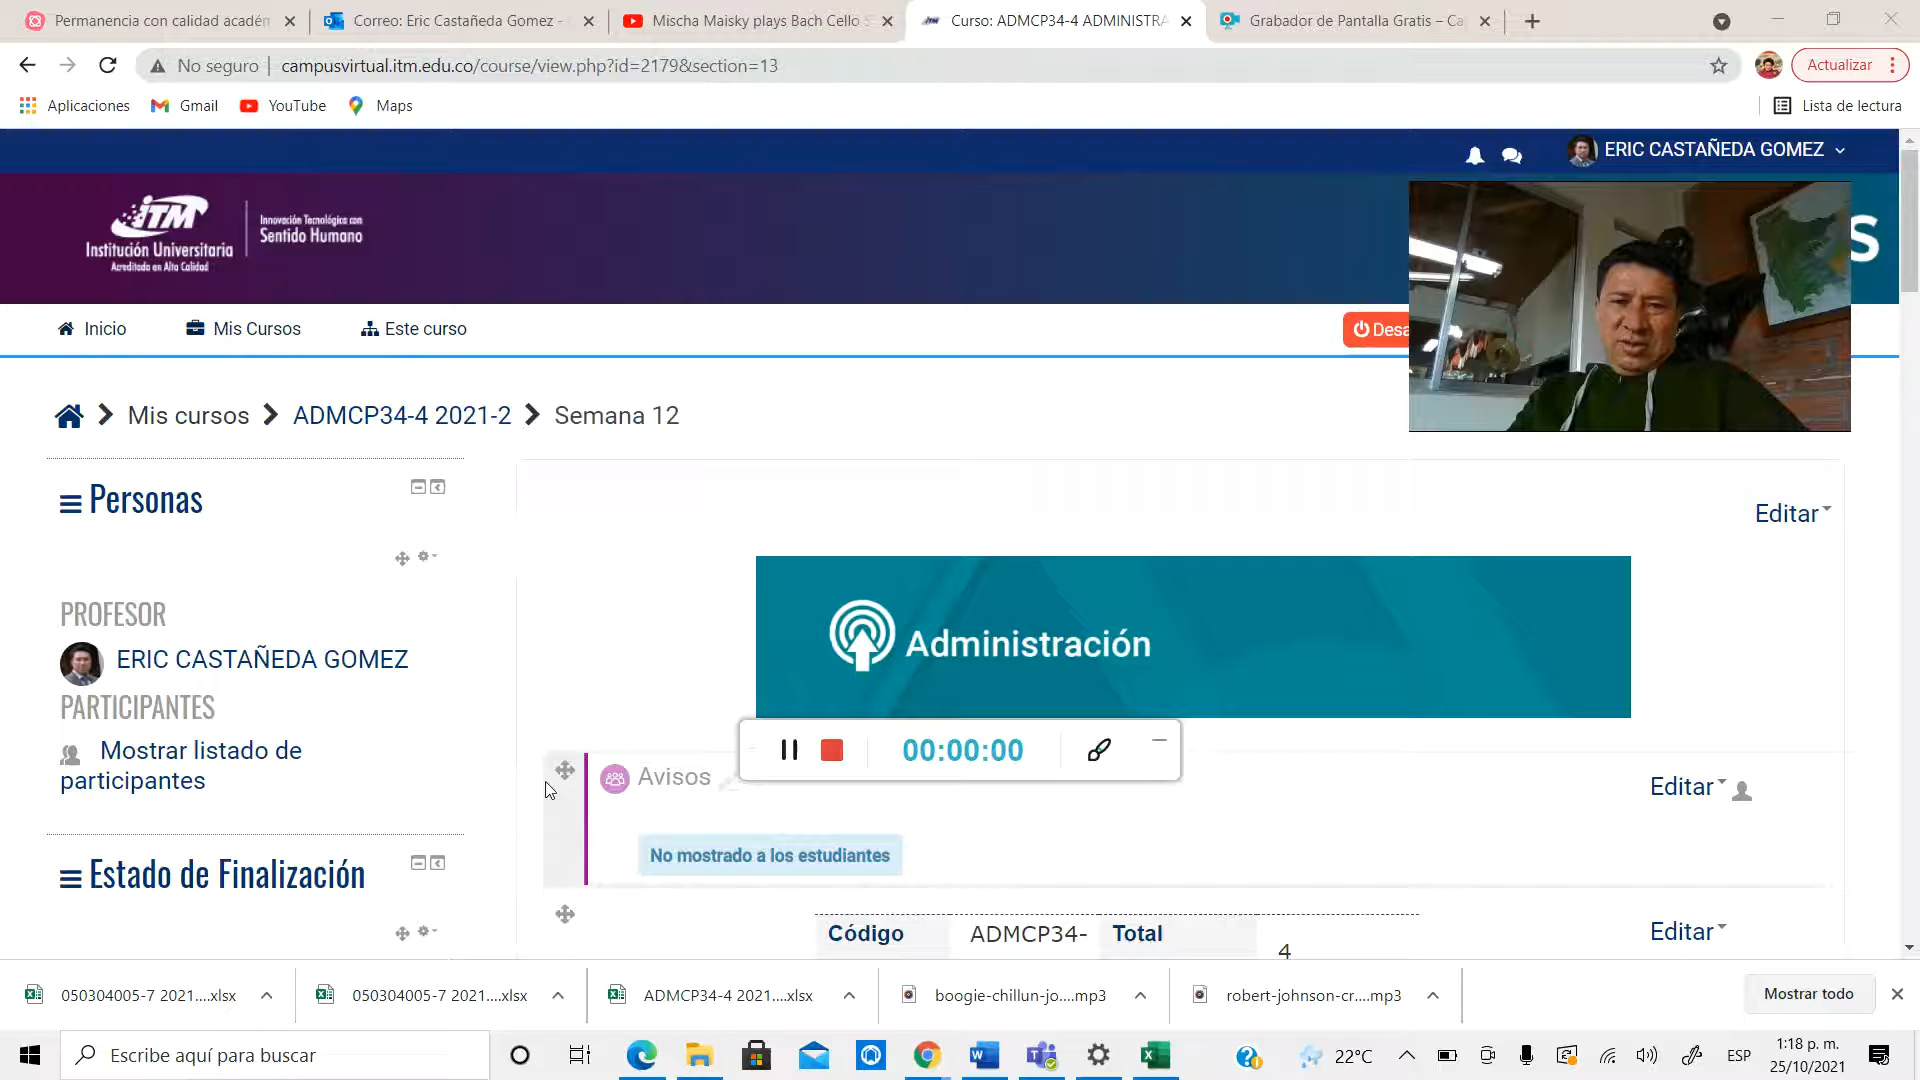 Permanencia con calidad acadén
Correo: Eric Castañeda Gomez -
Mischa Maisky plays Bach Cello S
Curso: ADMCP34-4 ADMINISTRA
Grabador de Pantalla Gratis – Ca
No seguro | campusvirtual.itm.edu.co/course/view.php?id=2179&section=13
Actualizar
Aplicaciones
Gmail
YouTube
Maps
Lista de lectura
ERIC CASTAÑEDA GOMEZ
iTM
Institución Universitaria
Acreditada en Alta Calidad
Innovación Tecnológica con
Sentido Humano
S
Inicio
Mis Cursos
Este curso
Desa
Mis cursos
ADMCP34-4 2021-2
Semana 12
Personas
PROFESOR
ERIC CASTAÑEDA GOMEZ
PARTICIPANTES
Mostrar listado de
participantes
Estado de Finalización
Editar
Administración
00:00:00
Avisos
Editar
No mostrado a los estudiantes
Código
ADMCP34-
Total
4
Editar
050304005-7 2021....xlsx
050304005-7 2021....xlsx
ADMCP34-4 2021....xlsx
boogie-chillun-jo....mp3
robert-johnson-cr....mp3
Mostrar todo
Escribe aquí para buscar
22°C
ESP
1:18 p. m.
25/10/2021